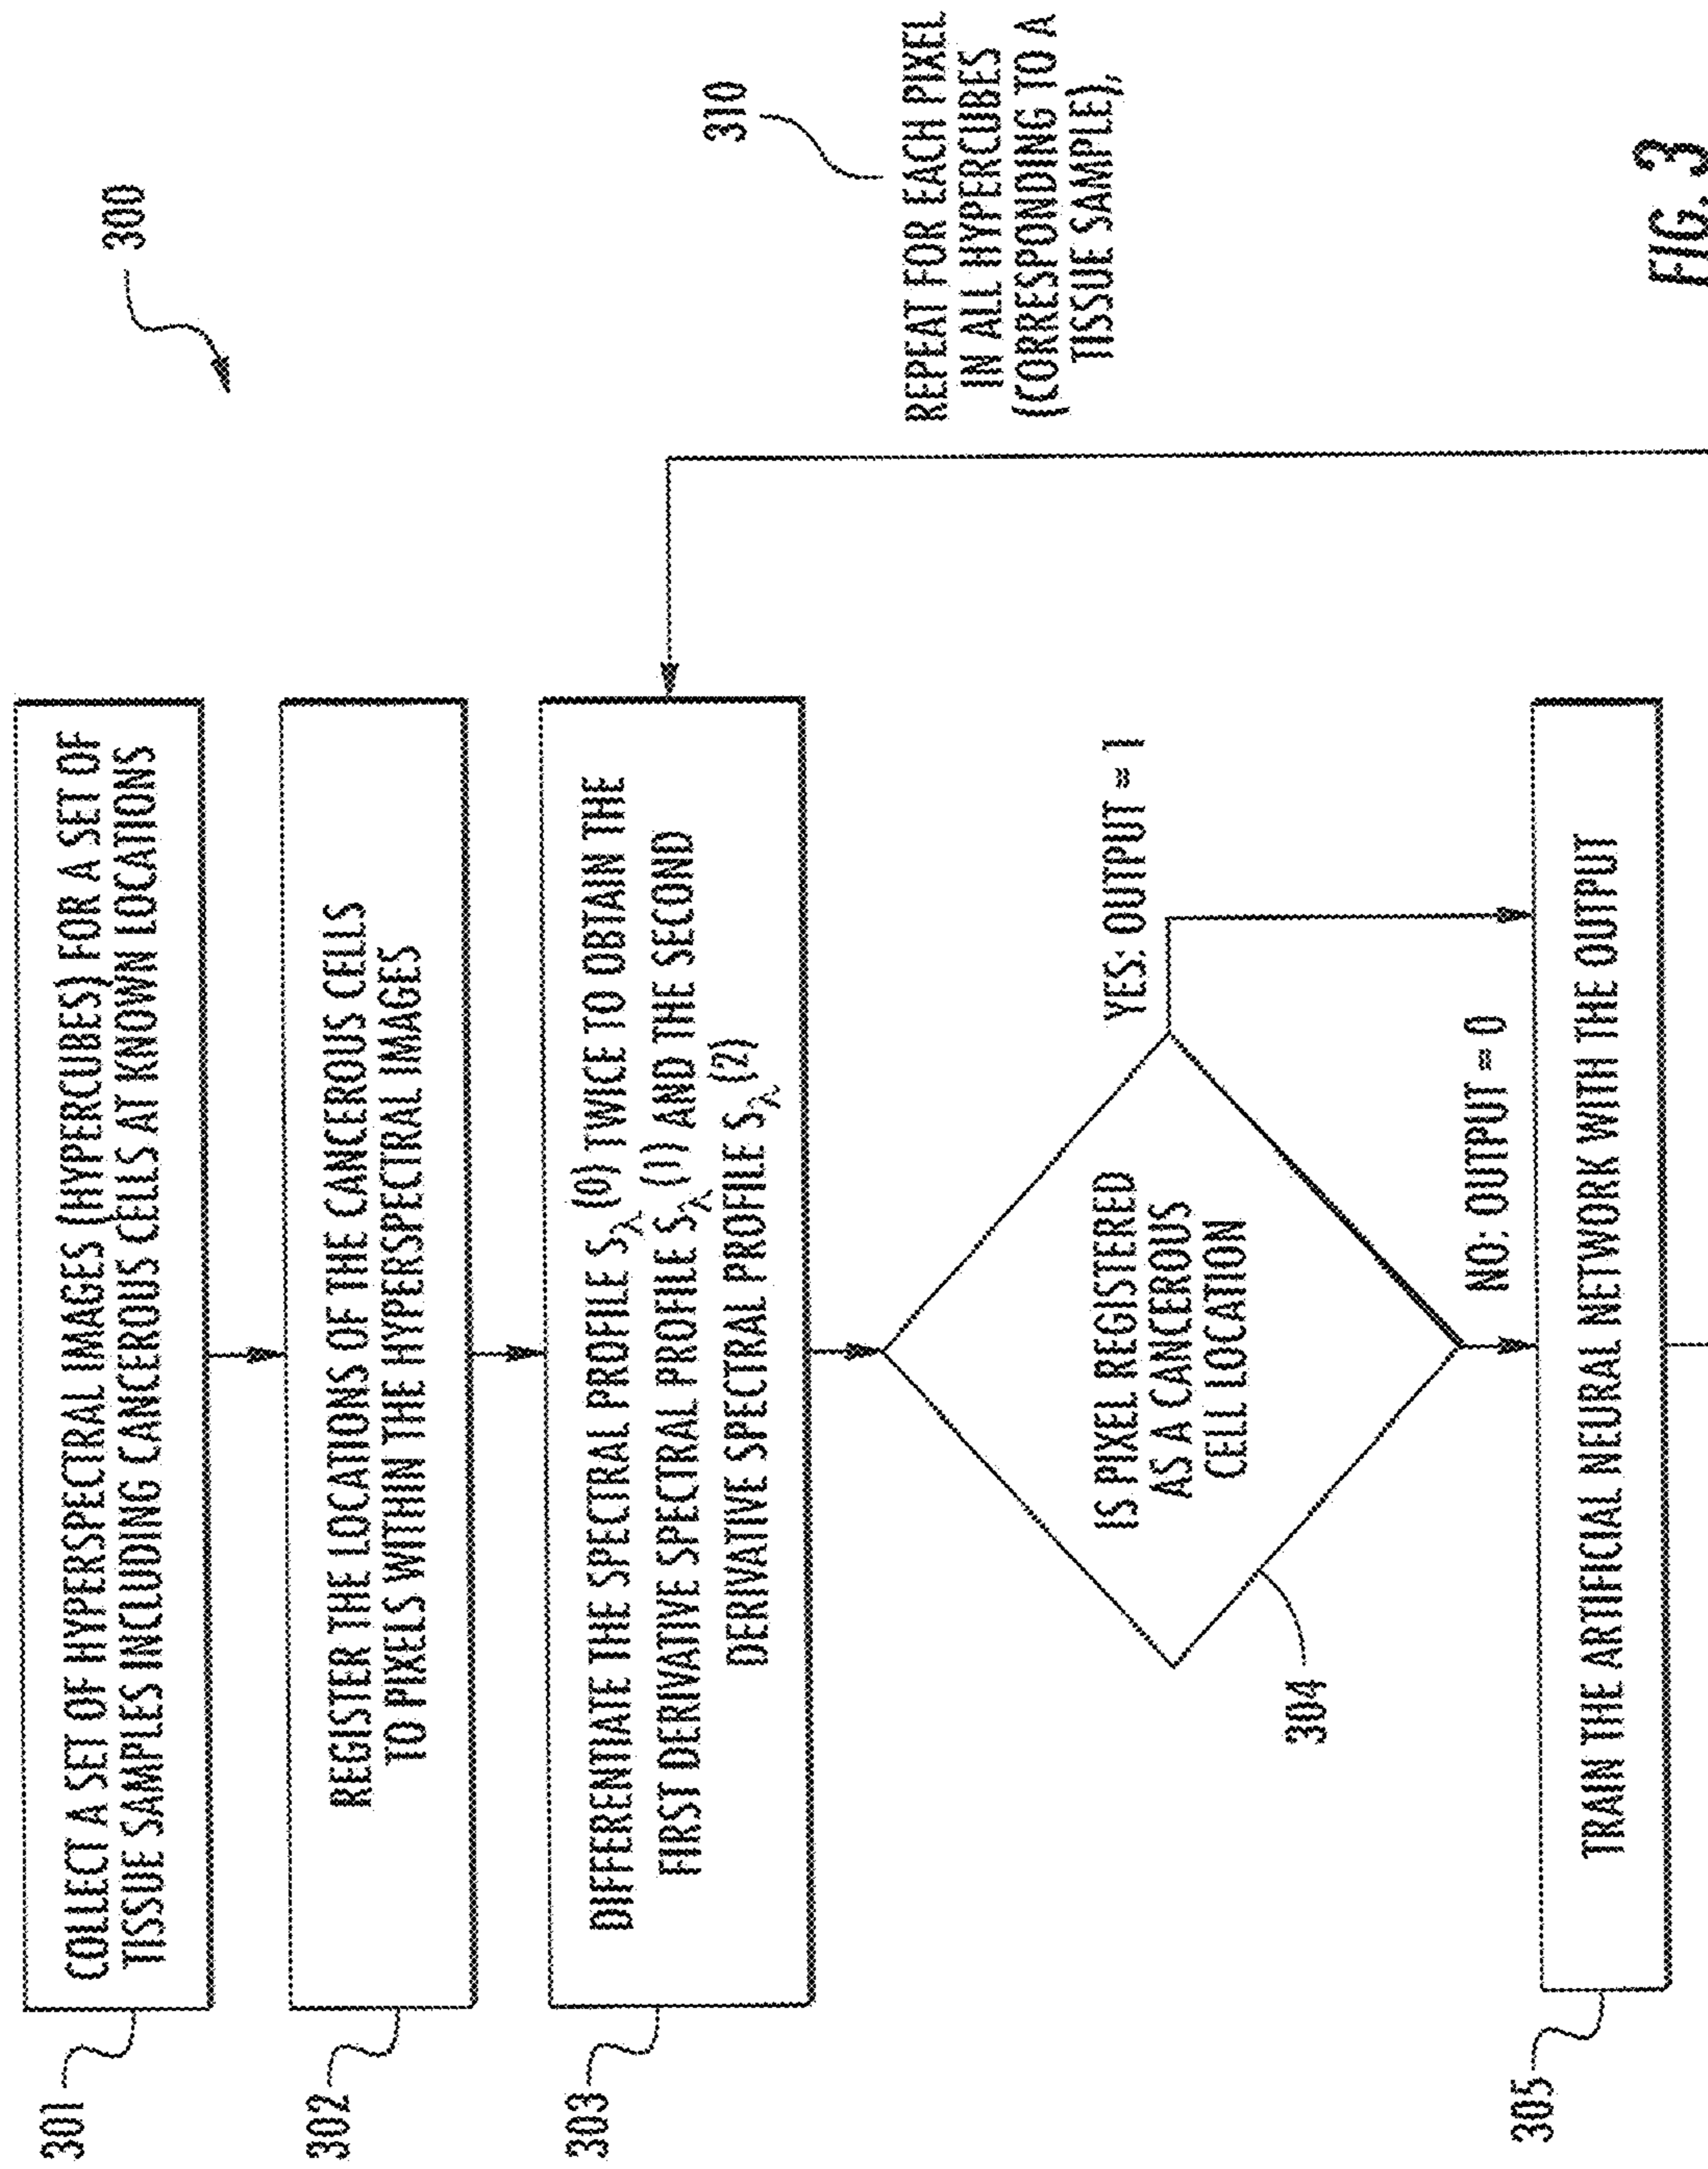 300
301
COLLECT A SET OF HYPERSPECTRAL IMAGES (HYPERCUBES) FOR A SET OF
TISSUE SAMPLES INCLUDING CANCEROUS CELLS AT KNOWN LOCATIONS
302
REGISTER THE LOCATIONS OF THE CANCEROUS CELLS
TO PIXELS WITHIN THE HYPERSPECTRAL IMAGES
303
DIFFERENTIATE THE SPECTRAL PROFILE Sλ(0) TWICE TO OBTAIN THE
FIRST DERIVATIVE SPECTRAL PROFILE Sλ(1) AND THE SECOND
DERIVATIVE SPECTRAL PROFILE Sλ(2)
310
REPEAT FOR EACH PIXEL
IN ALL HYPERCUBES
(CORRESPONDING TO A
TISSUE SAMPLE),
IS PIXEL REGISTERED
AS A CANCEROUS
CELL LOCATION
YES: OUTPUT = 1
304
NO: OUTPUT = 0
305
TRAIN THE ARTIFICIAL NEURAL NETWORK WITH THE OUTPUT
FIG. 3